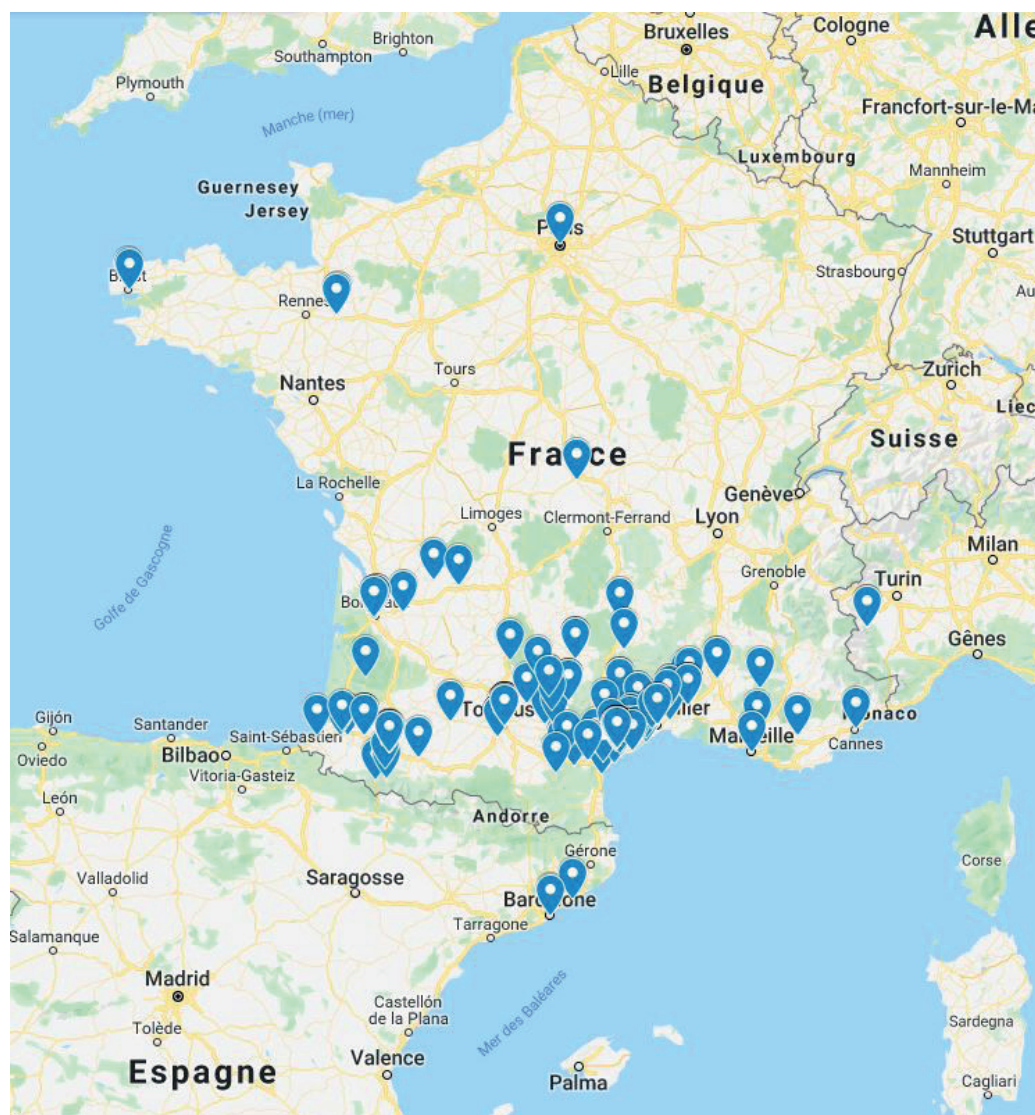 Bruxelles
Cologne
Alle
Brighton
Southampton
Lille
Plymouth
Belgique
Manche (mer)
Francfort-sur-le-Ma
Luxembourg
Mannheim
Guernesey
Jersey
Stuttgart
Strasbourg
Rennes
Zurich
Tours
Nantes
Liec
France
Suisse
La Rochelle
Genève
Limoges
Clermont-Ferrand
Lyon
Milan
Grenoble
Turin
Golfe de Gascogne
Gênes
Gijón
Santander
Saint-Sébastien
Monaco
Oviedo
Bilbao
Cannes
Vitoria-Gasteiz
León
Andorre
Gérone
Corse
Valladolid
Saragosse
Tarragone
Salamanque
Madrid
Mer des Baléares
Castellón
de la Plana
Tolède
Sardegna
Valence
Espagne
Palma
Cagliari